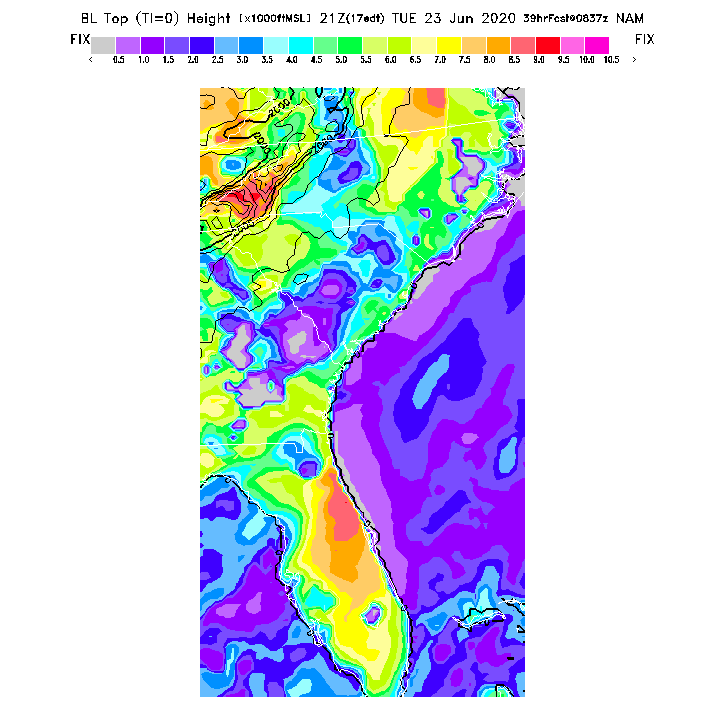 BL Top (TI=0) Height [x1000ftMSL] 21Z(17edt) TUE 23 Jun 2020 39hrFcst@0837z NAM
FIX FIX
< 0.5 1.0 1.5 2.0 2.5 3.0 3.5 4.0 4.5 5.0 5.5 6.0 6.5 7.0 7.5 8.0 8.5 9.0 9.5 10.0 10.5 >
2000